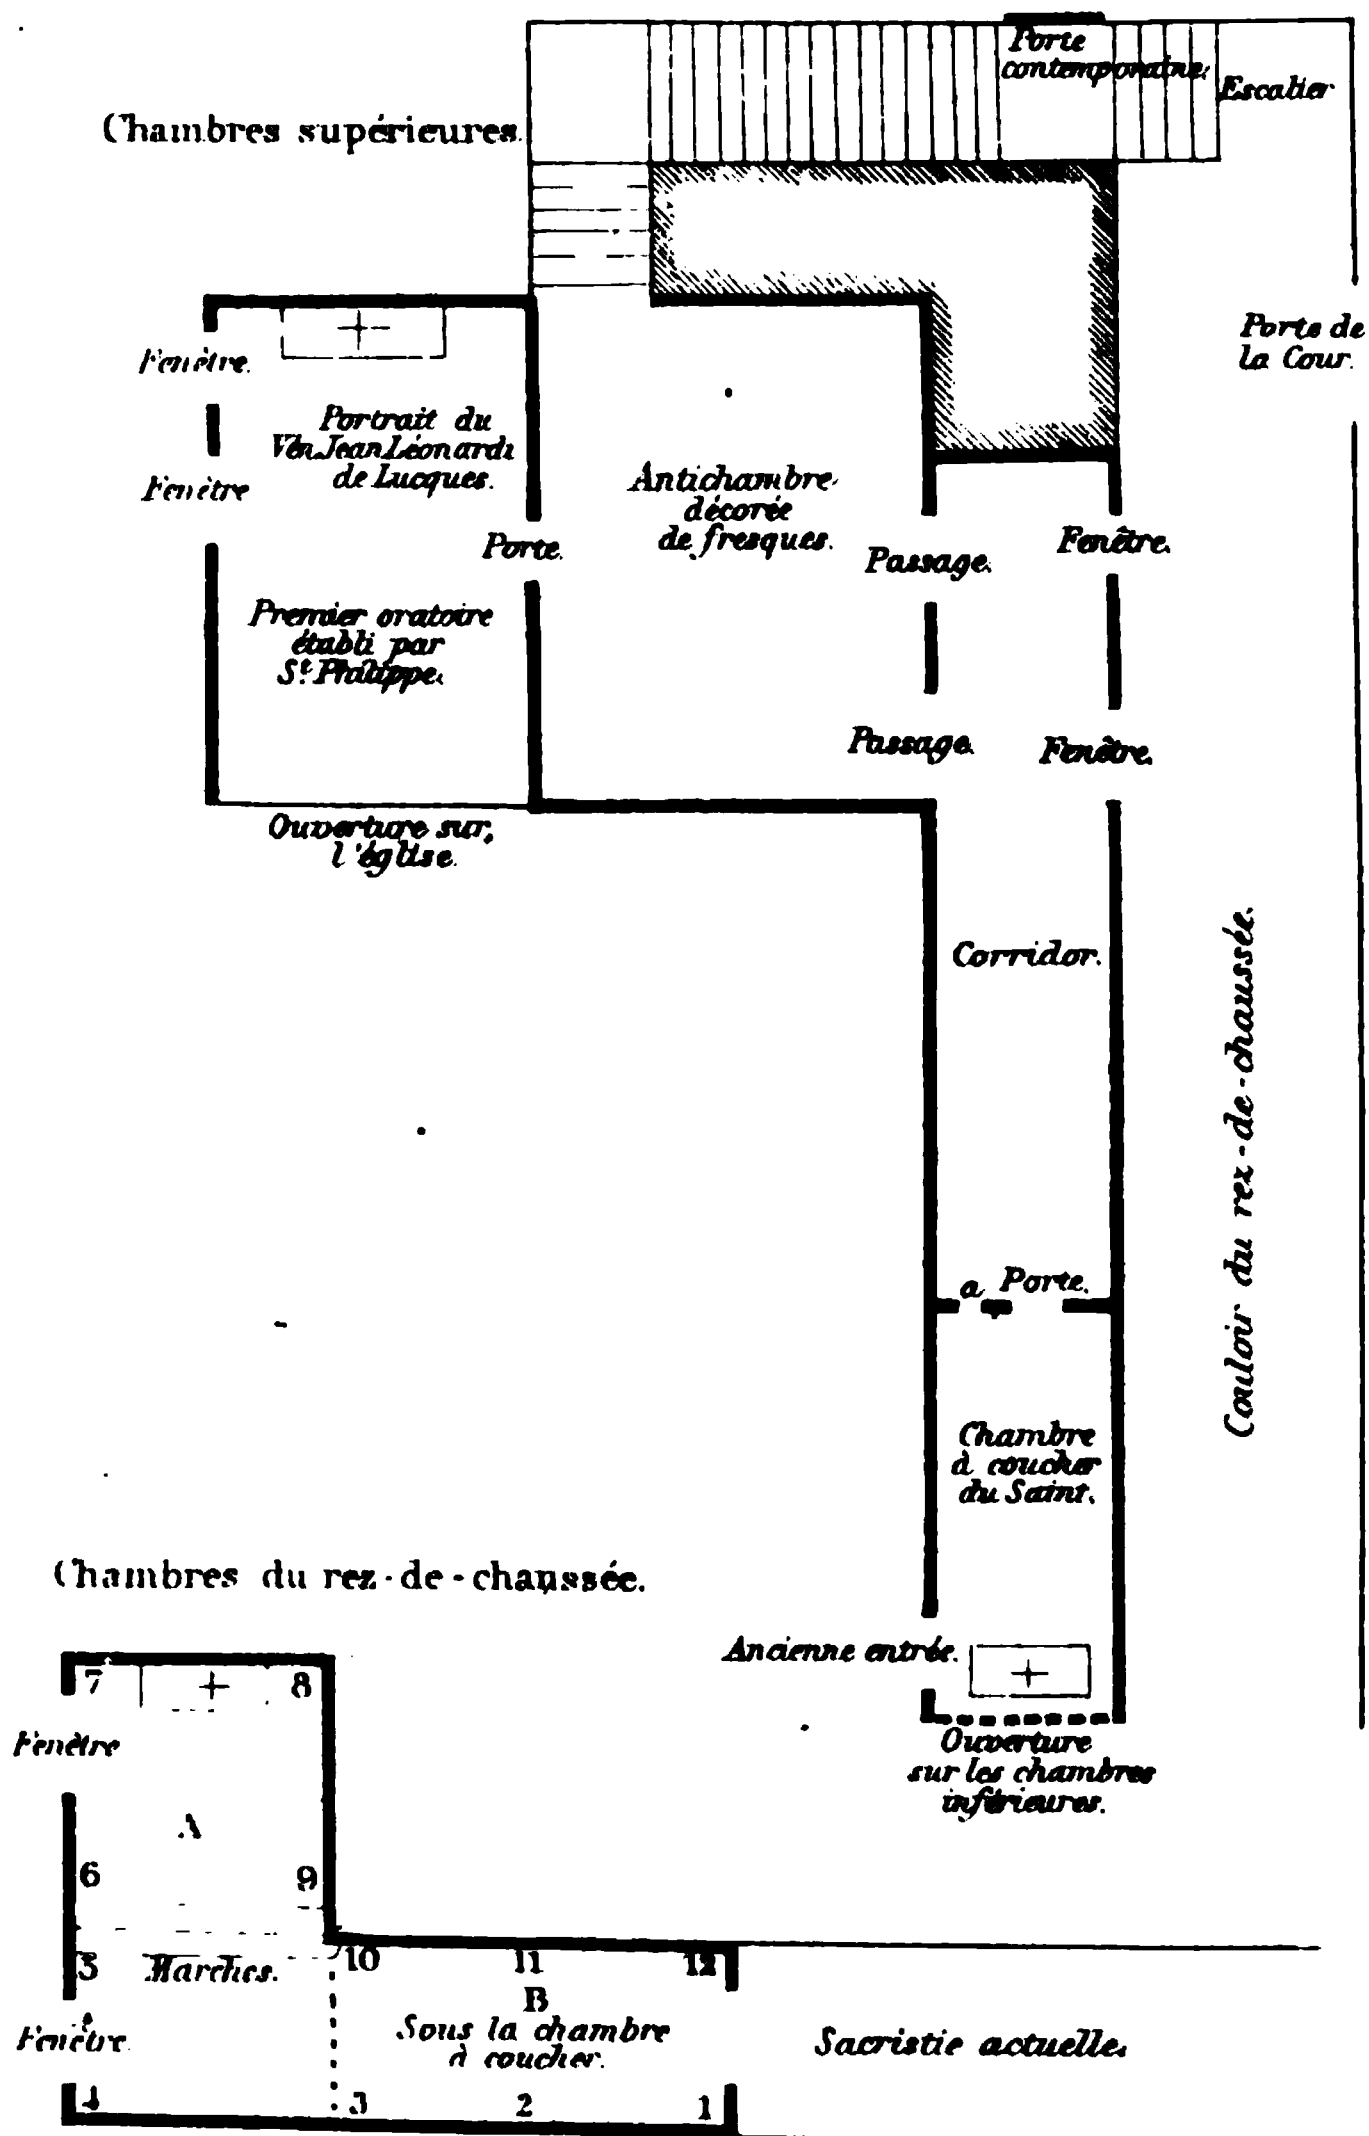 Porte
contemporaine.
Escalier
Chambres supérieures.
Porte de
la Cour.
Fenêtre.
Portrait du
Vén. Jean Léonardi
de Lucques.
Fenêtre
Antichambre
décorée
de fresques.
Porte.
Passage.
Fenêtre.
Premier oratoire
établi par
St. Philippe.
Passage.
Fenêtre.
Ouverture sur
l'église.
Corridor.
Couloir du rez-de-chaussée.
a Porte.
Chambre
à coucher
du Saint.
Chambres du rez-de-chaussée.
Ancienne entrée.
7 8
Fenêtre
Ouverture
sur les chambres
inférieures.
A
6 9
5 Marches. 10 11 12
B
Sous la chambre
à coucher.
Fenêtre.
Sacristie actuelle.
4 3 2 1